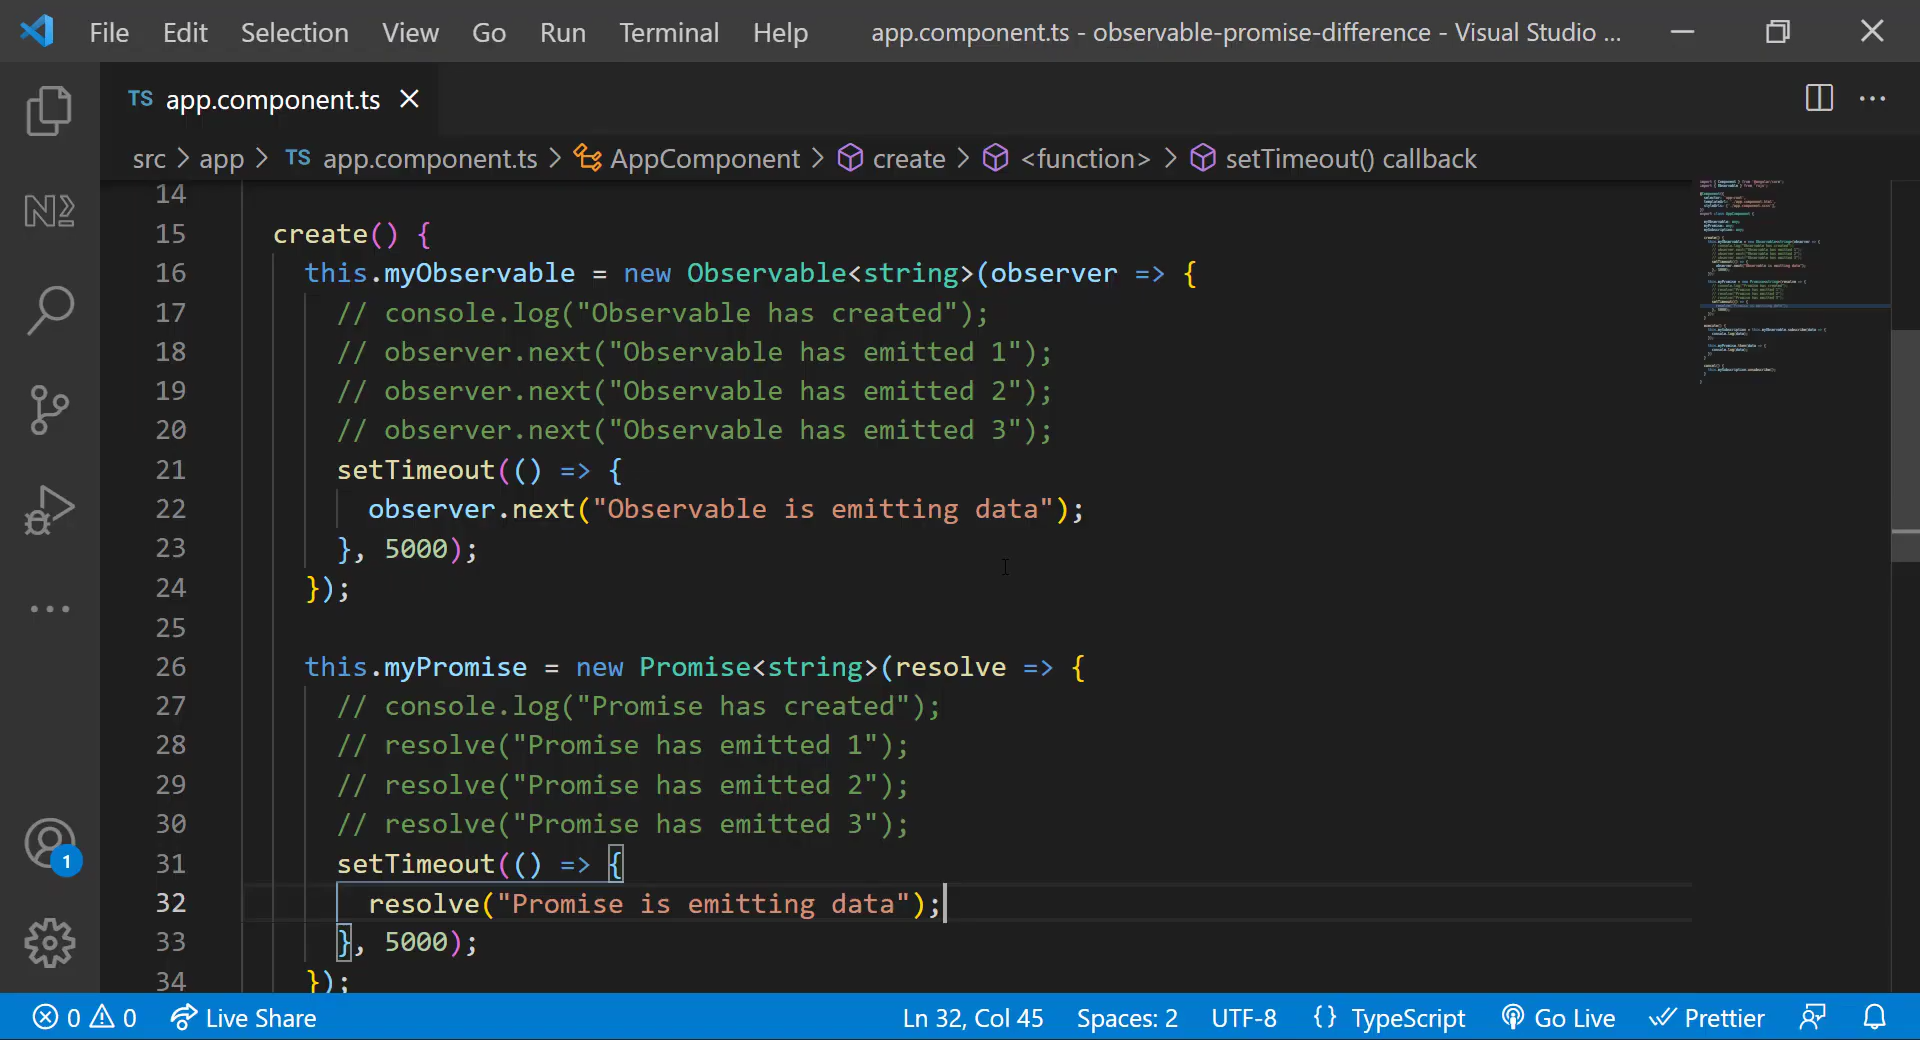 File Edit Selection View Go Run Terminal Help app.component.ts - observable-promise-difference - Visual Studio ...
TS app.component.ts
src > app > TS app.component.ts > AppComponent > create > <function> > setTimeout() callback
14
15 create() {
16 this.myObservable = new Observable<string>(observer => {
17 // console.log("Observable has created");
18 // observer.next("Observable has emitted 1");
19 // observer.next("Observable has emitted 2");
20 // observer.next("Observable has emitted 3");
21 setTimeout(() => {
22 observer.next("Observable is emitting data");
23 }, 5000);
24 });
25
26 this.myPromise = new Promise<string>(resolve => {
27 // console.log("Promise has created");
28 // resolve("Promise has emitted 1");
29 // resolve("Promise has emitted 2");
30 // resolve("Promise has emitted 3");
31 setTimeout(() => {
32 resolve("Promise is emitting data");
33 }, 5000);
34 });
1
0 0 Live Share Ln 32, Col 45 Spaces: 2 UTF-8 {} TypeScript Go Live Prettier